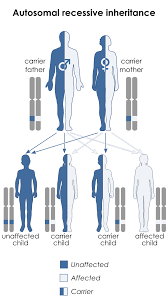 Autosomal recessive inheritance
carrier father
carrier mother
unaffected child
carrier child
carrier child
affected child
Unaffected
Affected
Carrier